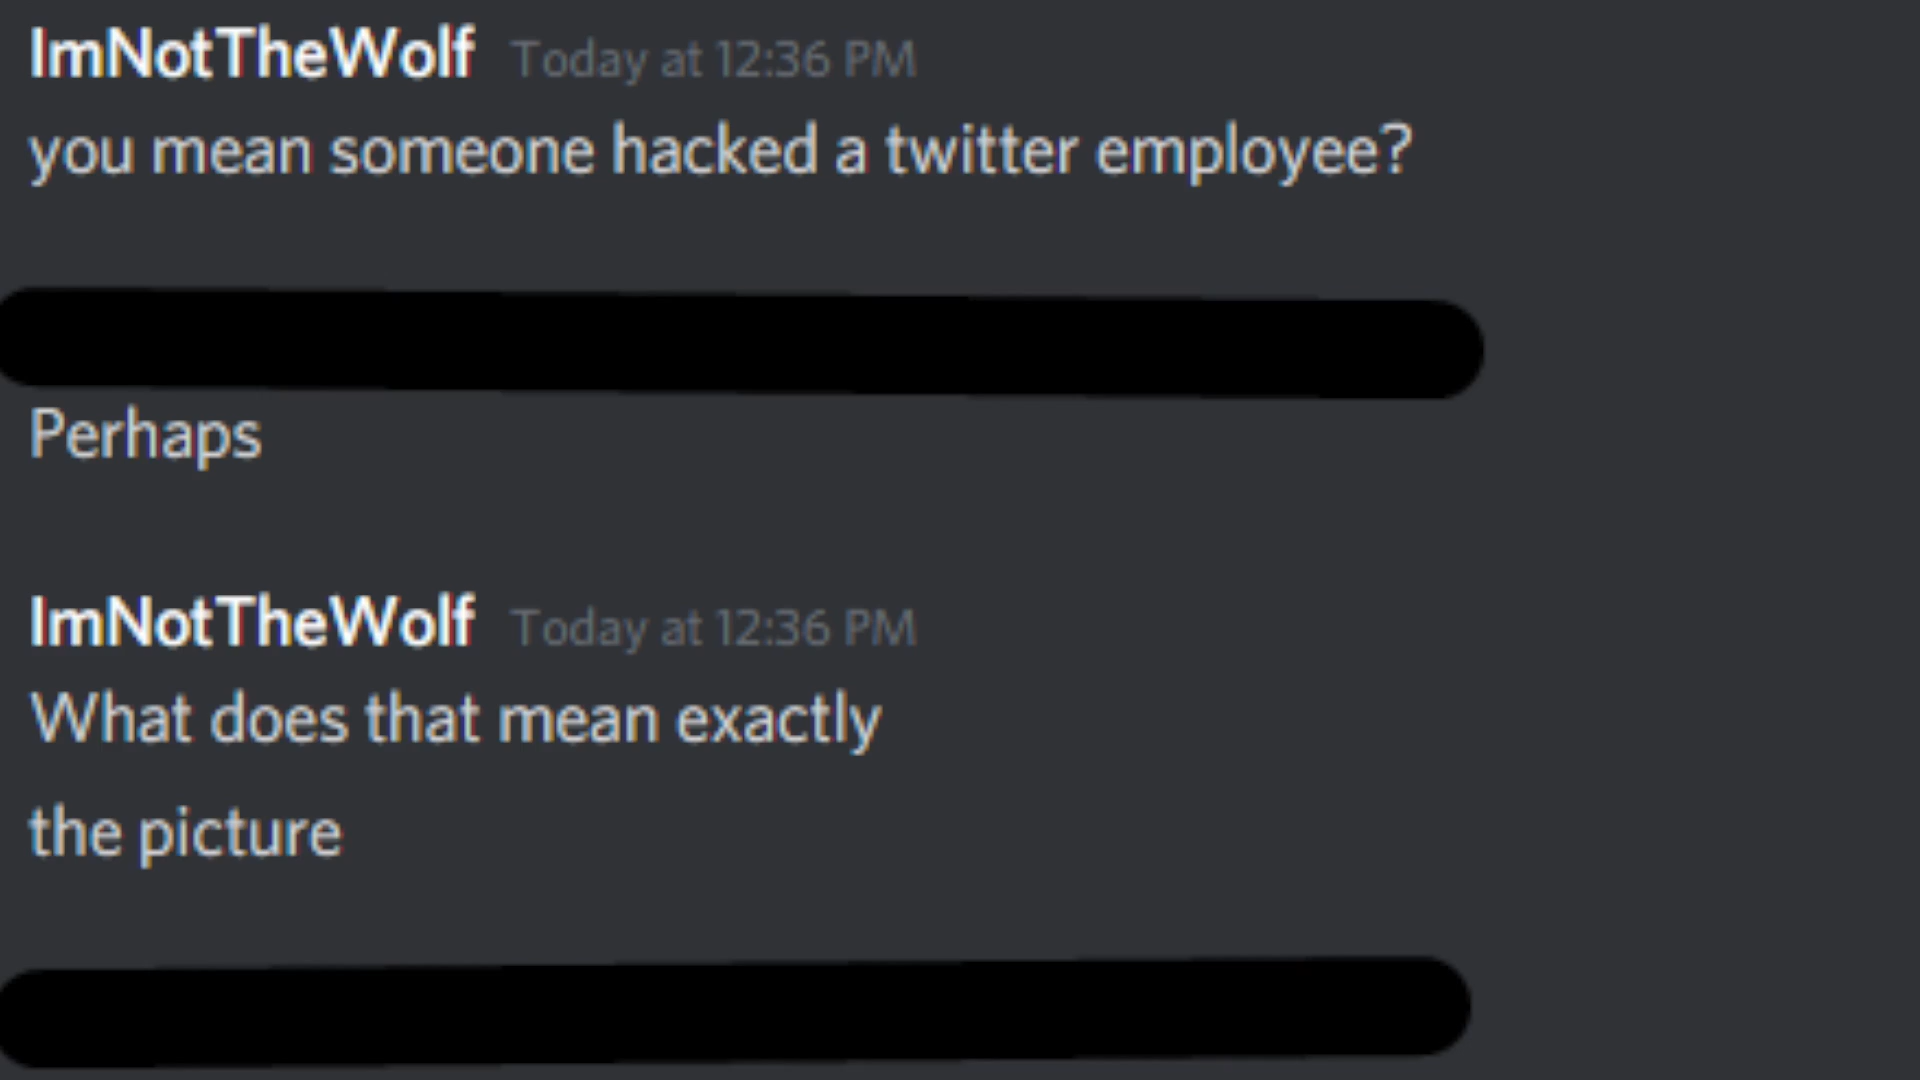 ImNotTheWolf Today at 12:36 PM
you mean someone hacked a twitter employee?
Perhaps
ImNotTheWolf Today at 12:36 PM
What does that mean exactly
the picture